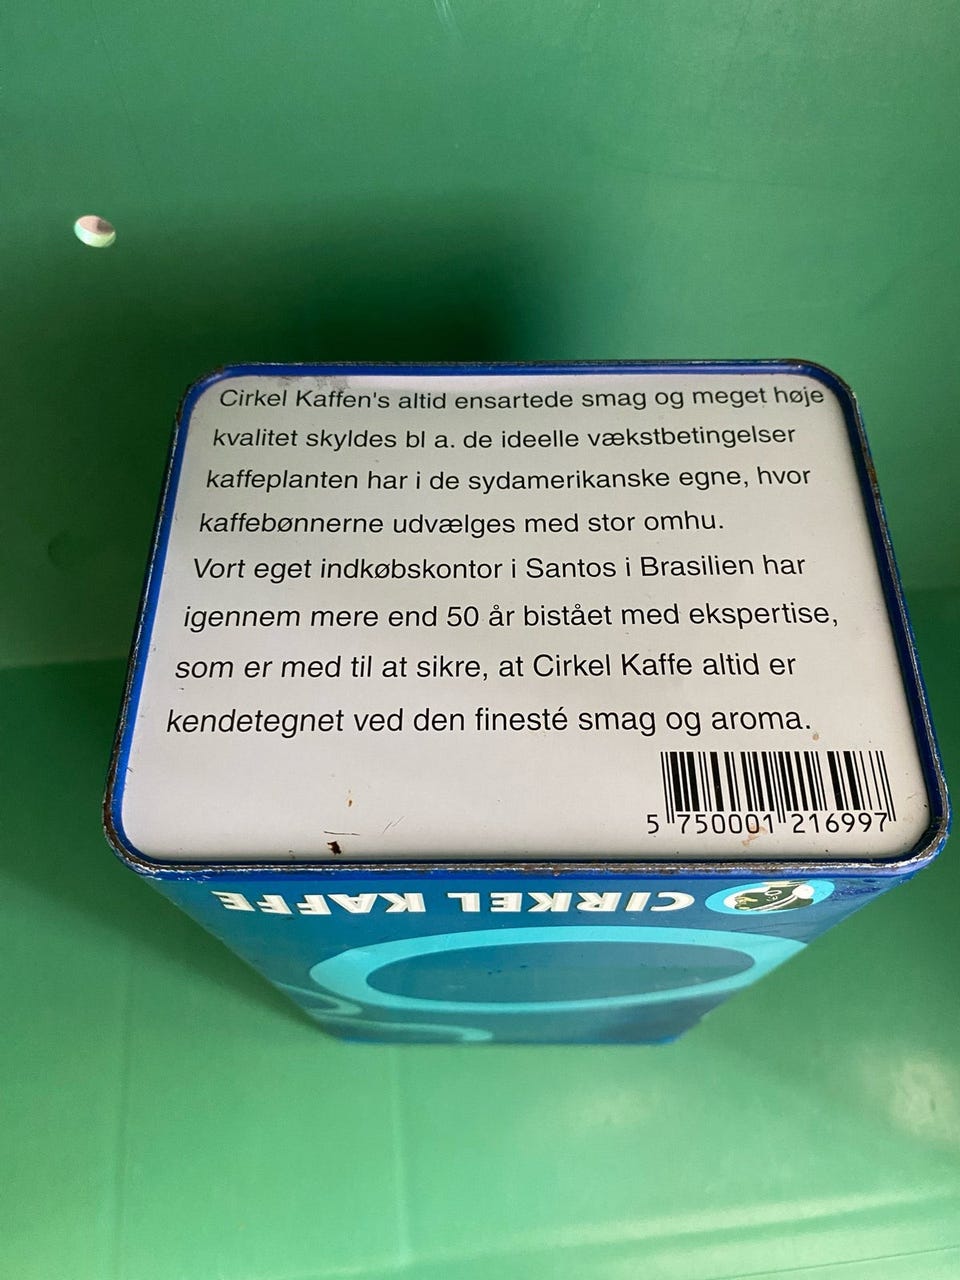 Cirkel Kaffen's altid ensartede smag og meget høje
kvalitet skyldes bl a. de ideelle vækstbetingelser
kaffeplanten har i de sydamerikanske egne, hvor
kaffebønnerne udvælges med stor omhu.
Vort eget indkøbskontor i Santos i Brasilien har
igennem mere end 50 år bistået med ekspertise,
som er med til at sikre, at Cirkel Kaffe altid er
kendetegnet ved den finesté smag og aroma.
5 750001 216997
CIRKEL KAFFE